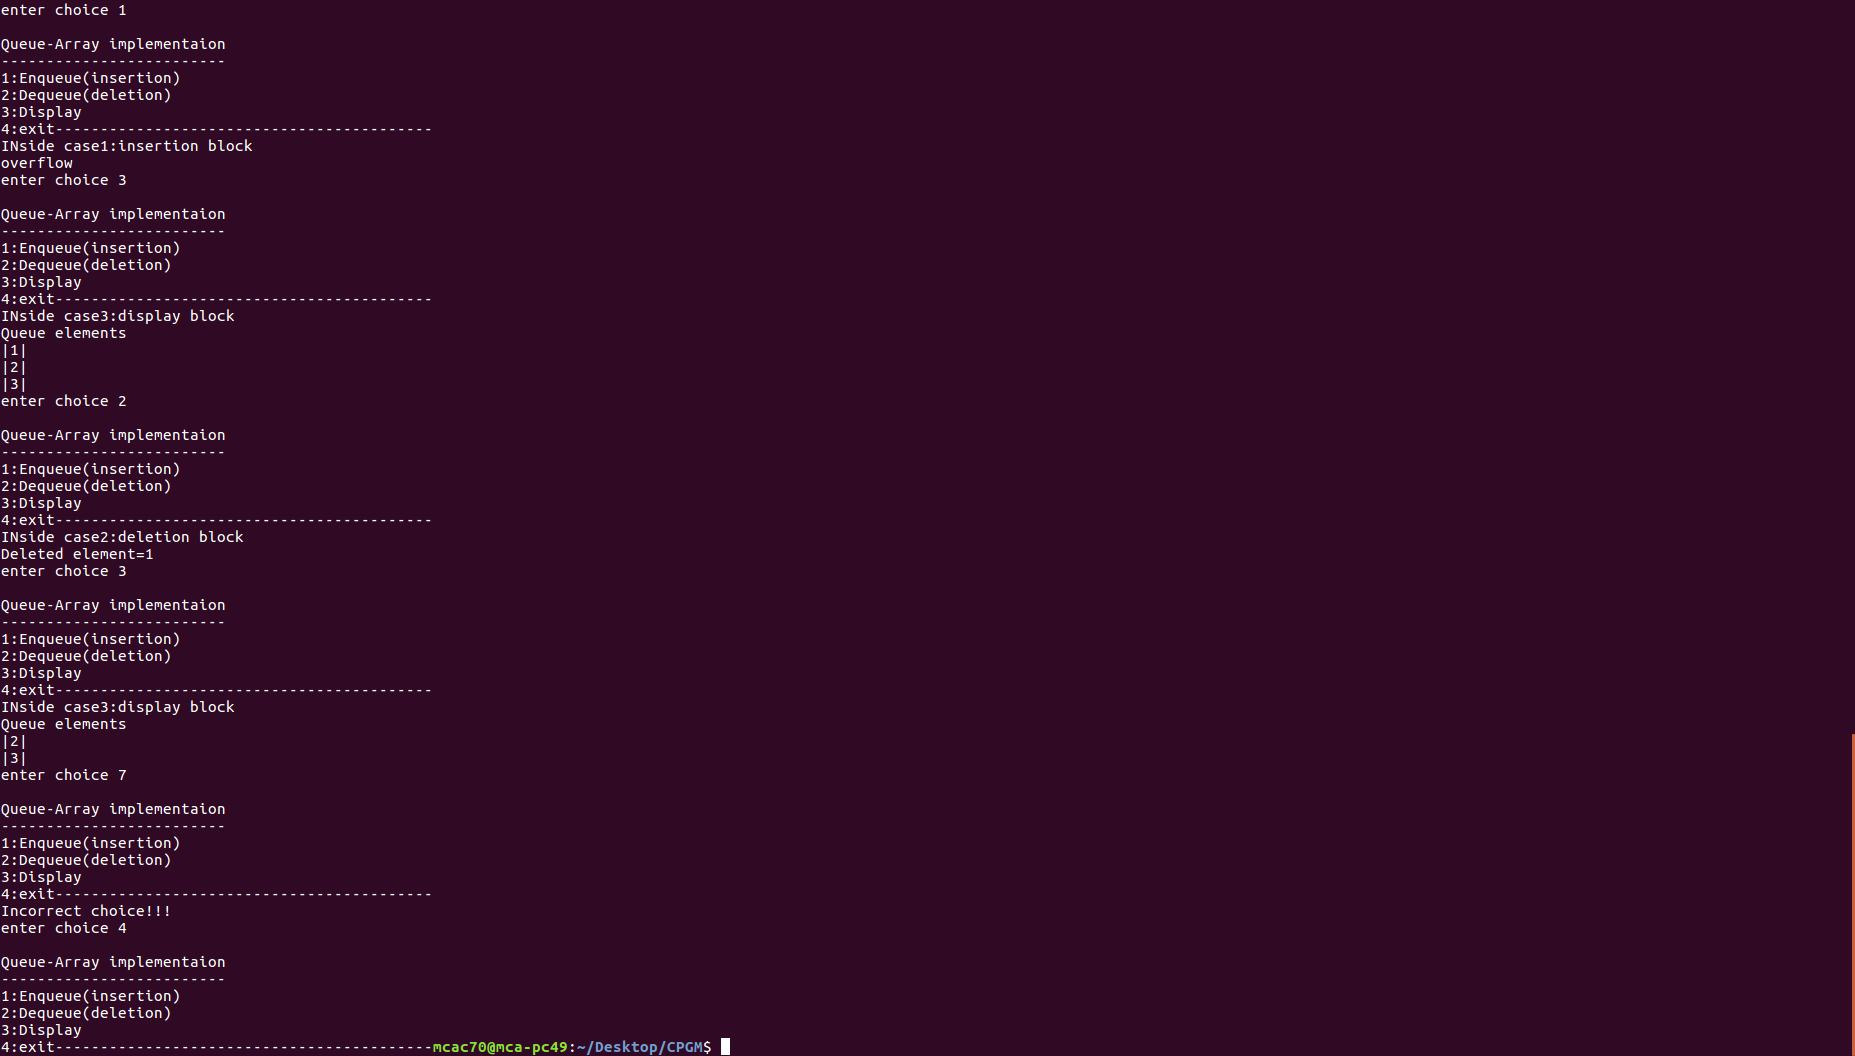 enter choice 1
Queue-Array implementaion
-------------------------
1:Enqueue(insertion)
2:Dequeue(deletion)
3:Display
4:exit------------------------------------------
INside case1:insertion block
overflow
enter choice 3
Queue-Array implementaion
-------------------------
1:Enqueue(insertion)
2:Dequeue(deletion)
3:Display
4:exit------------------------------------------
INside case3:display block
Queue elements
|1|
|2|
|3|
enter choice 2
Queue-Array implementaion
-------------------------
1:Enqueue(insertion)
2:Dequeue(deletion)
3:Display
4:exit------------------------------------------
INside case2:deletion block
Deleted element=1
enter choice 3
Queue-Array implementaion
-------------------------
1:Enqueue(insertion)
2:Dequeue(deletion)
3:Display
4:exit------------------------------------------
INside case3:display block
Queue elements
|2|
|3|
enter choice 7
Queue-Array implementaion
-------------------------
1:Enqueue(insertion)
2:Dequeue(deletion)
3:Display
4:exit------------------------------------------
Incorrect choice!!!
enter choice 4
Queue-Array implementaion
-------------------------
1:Enqueue(insertion)
2:Dequeue(deletion)
3:Display
4:exit------------------------------------------mcac70@mca-pc49:~/Desktop/CPGM$